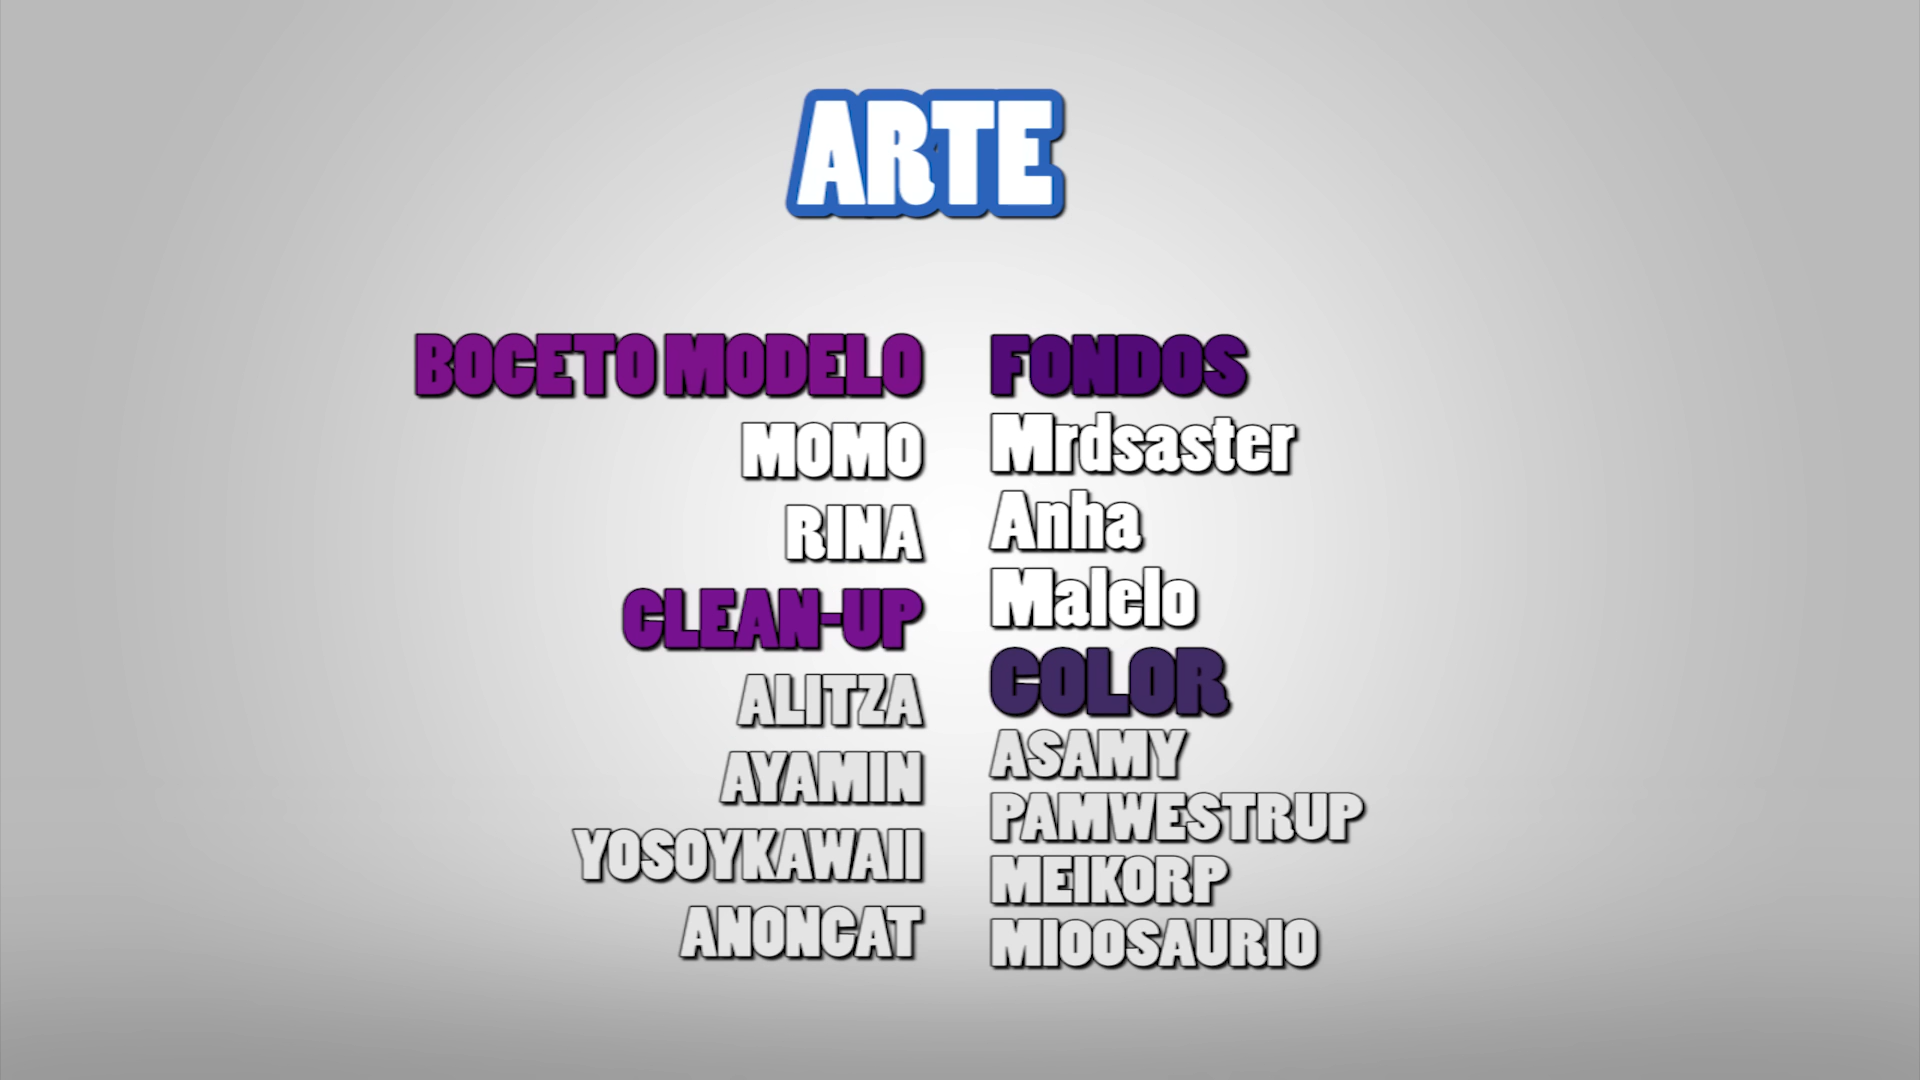 ARTE
BOCETO MODELO
MOMO
RINA
CLEAN-UP
ALITZA
AYAMIN
YOSOYKAWAII
ANONCAT
FONDOS
Mrdsaster
Anha
Malelo
COLOR
ASAMY
PAMWESTRUP
MEIKORP
MIOOSAURIO